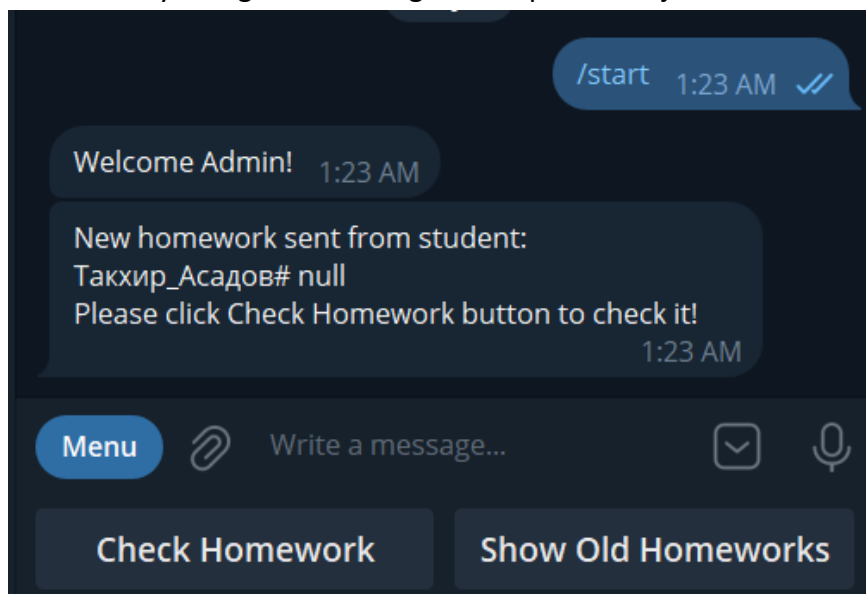 /start 1:23 AM
Welcome Admin! 1:23 AM
New homework sent from student:
Такхир_Асадов# null
Please click Check Homework button to check it!
1:23 AM
Menu Write a message...
Check Homework Show Old Homeworks